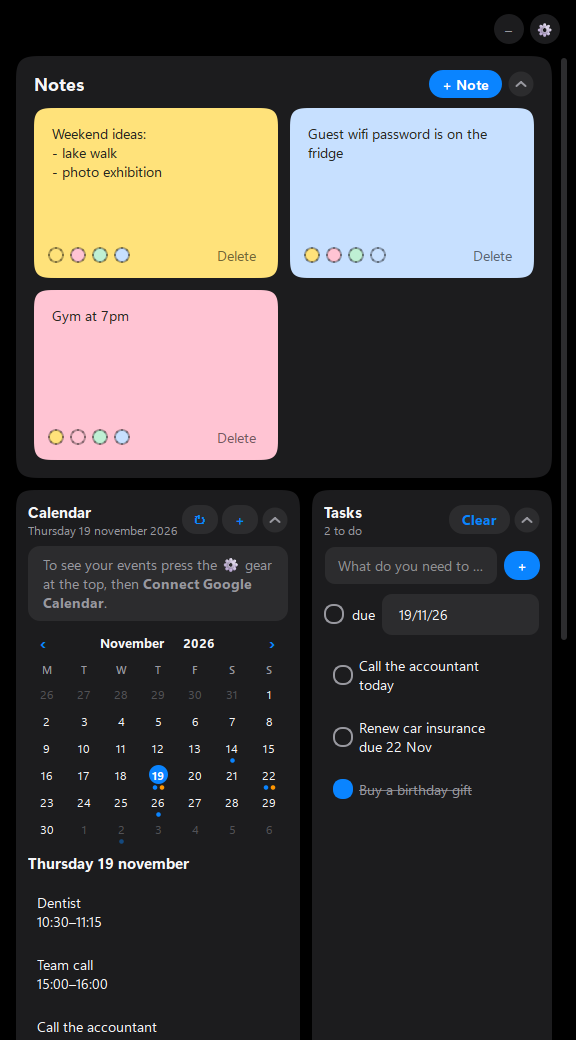 Notes
+ Note
Weekend ideas:
- lake walk
- photo exhibition
Delete
Guest wifi password is on the
fridge
Delete
Gym at 7pm
Delete
Calendar
Thursday 19 november 2026
+
To see your events press the ⚙ gear
at the top, then Connect Google
Calendar.
‹ November 2026 ›
M T W T F S S
26 27 28 29 30 31 1
2 3 4 5 6 7 8
9 10 11 12 13 14 15
16 17 18 19 20 21 22
23 24 25 26 27 28 29
30 1 2 3 4 5 6
Thursday 19 november
Dentist
10:30–11:15
Team call
15:00–16:00
Call the accountant
Tasks
2 to do
Clear
What do you need to ...
+
due 19/11/26
Call the accountant
today
Renew car insurance
due 22 Nov
Buy a birthday gift